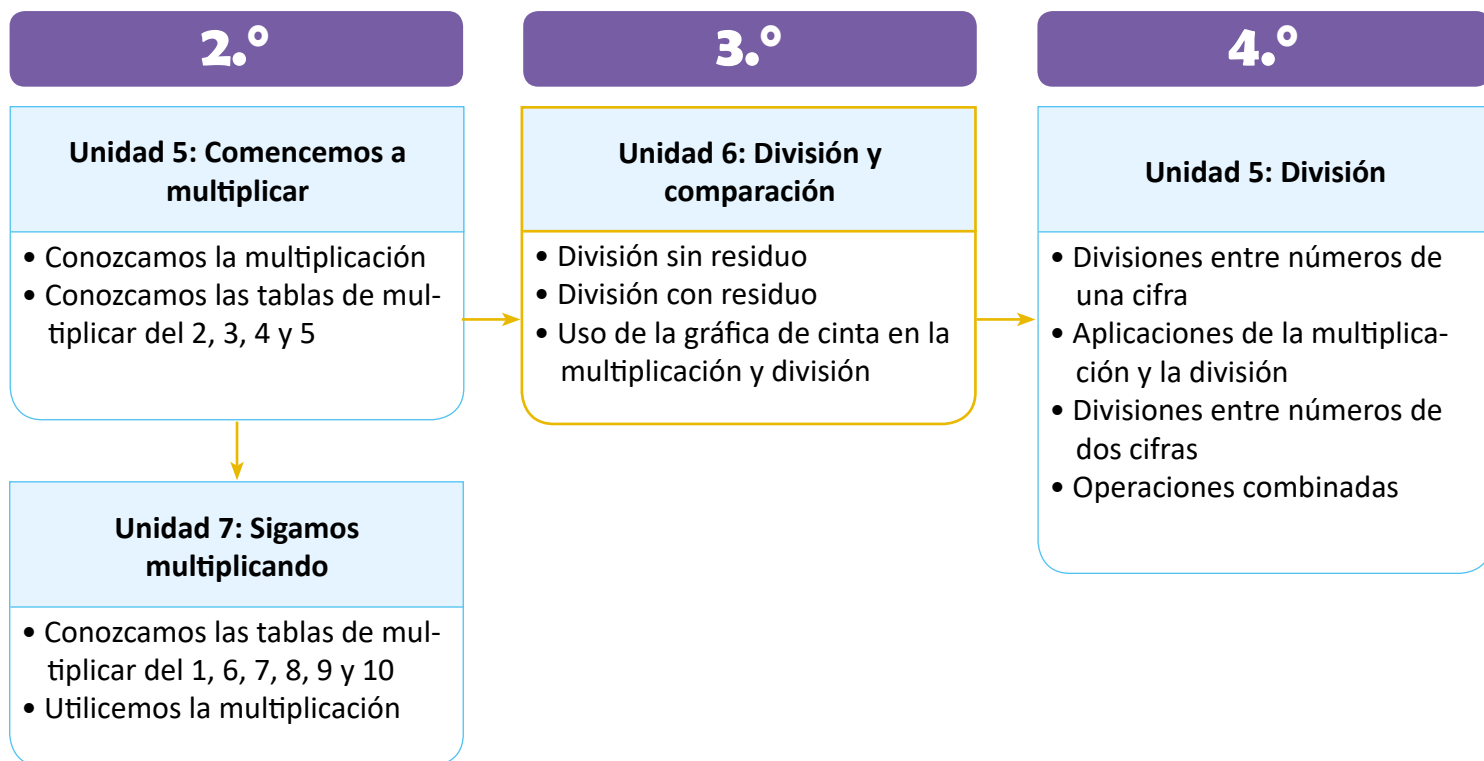 2.º
Unidad 5: Comencemos a
multiplicar
• Conozcamos la multiplicación
• Conozcamos las tablas de mul-
tiplicar del 2, 3, 4 y 5
Unidad 7: Sigamos
multiplicando
• Conozcamos las tablas de mul-
tiplicar del 1, 6, 7, 8, 9 y 10
• Utilicemos la multiplicación
3.º
Unidad 6: División y
comparación
• División sin residuo
• División con residuo
• Uso de la gráfica de cinta en la
multiplicación y división
4.º
Unidad 5: División
• Divisiones entre números de
una cifra
• Aplicaciones de la multiplica-
ción y la división
• Divisiones entre números de
dos cifras
• Operaciones combinadas